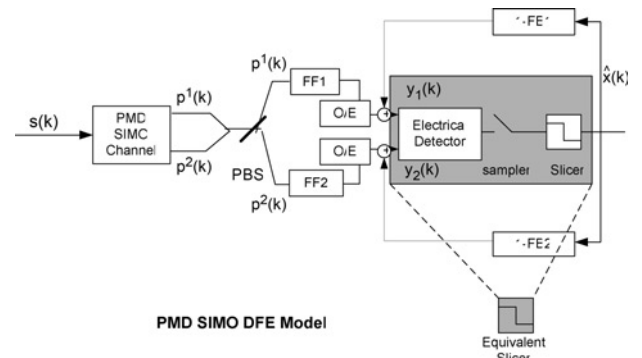 p¹(k)
FF1
O/E
y₁(k)
x̂(k)
s(k)
PMD
SIMC
Channel
p¹(k)
p²(k)
PBS
Electrica
Detector
sampler
Slicer
O/E
y₂(k)
FF2
p²(k)
PMD SIMO DFE Model
Equivalent